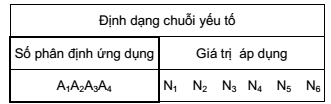 Định dạng chuỗi yếu tố
Số phân định ứng dụng Giá trị áp dụng
A₁A₂A₃A₄ N₁ N₂ N₃ N₄ N₅ N₆